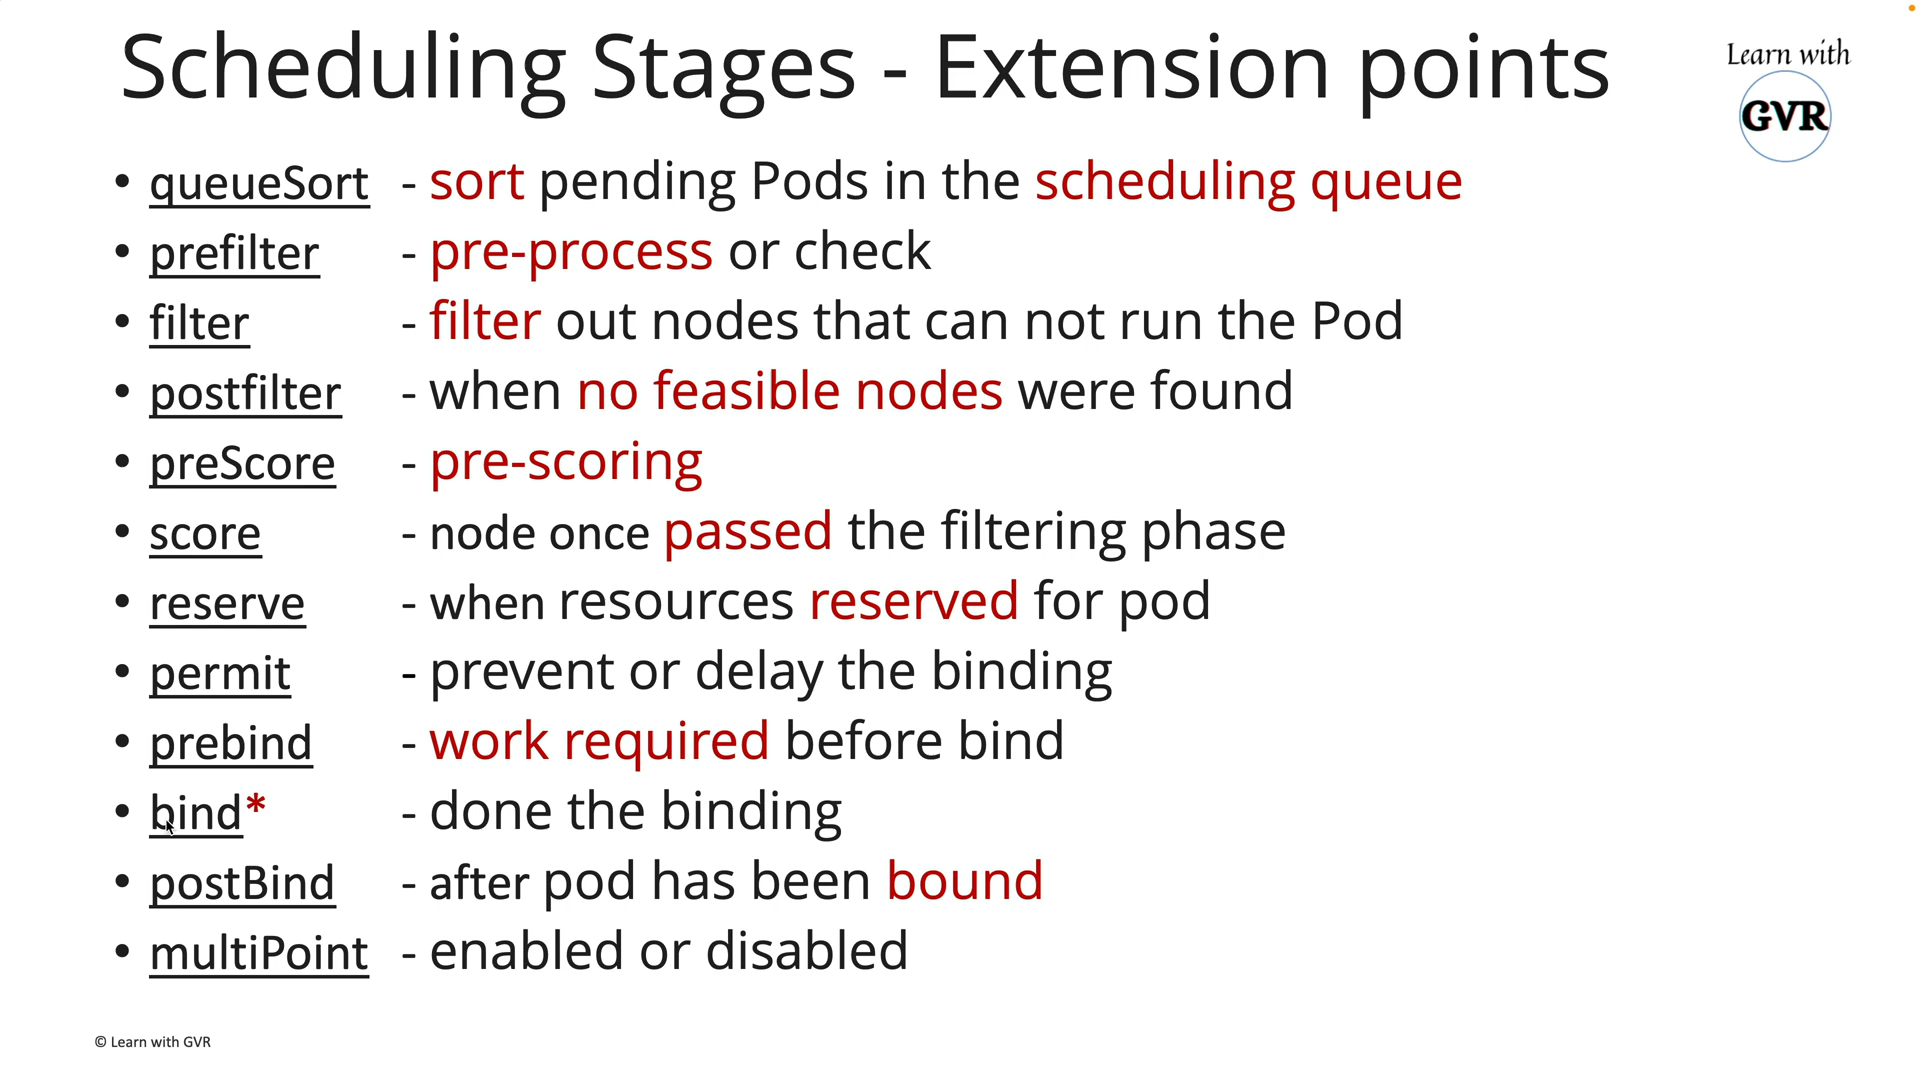 Scheduling Stages - Extension points
Learn with
GVR
• queueSort - sort pending Pods in the scheduling queue
• prefilter - pre-process or check
• filter - filter out nodes that can not run the Pod
• postfilter - when no feasible nodes were found
• preScore - pre-scoring
• score - node once passed the filtering phase
• reserve - when resources reserved for pod
• permit - prevent or delay the binding
• prebind - work required before bind
• bind* - done the binding
• postBind - after pod has been bound
• multiPoint - enabled or disabled
© Learn with GVR